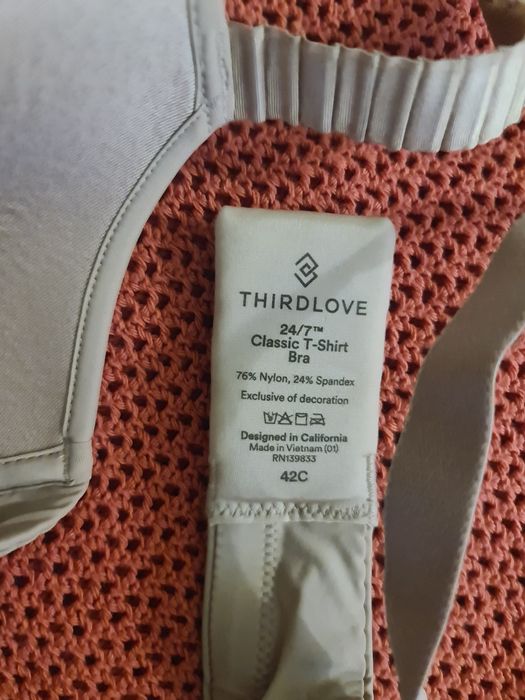 THIRDLOVE
24/7™
Classic T-Shirt
Bra
76% Nylon, 24% Spandex
Exclusive of decoration
Designed in California
Made in Vietnam (01)
RN139833
42C